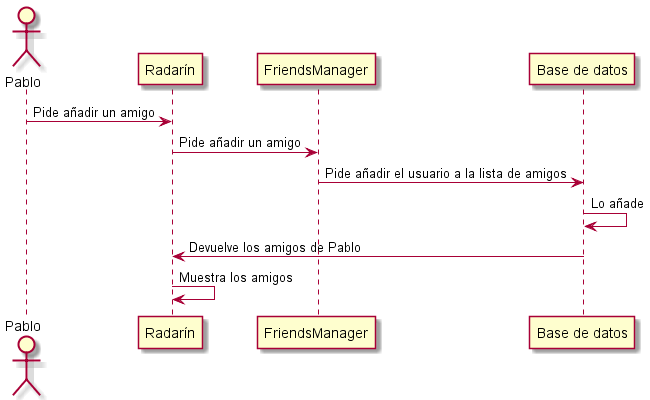 Pablo
Radarín
FriendsManager
Base de datos
Pide añadir un amigo
Pide añadir un amigo
Pide añadir el usuario a la lista de amigos
Lo añade
Devuelve los amigos de Pablo
Muestra los amigos
Pablo
Radarín
FriendsManager
Base de datos